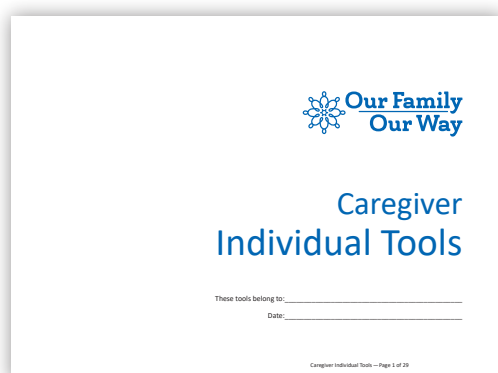 Our Family
Our Way
Caregiver
Individual Tools
These tools belong to:
Date:
Caregiver Individual Tools — Page 1 of 29